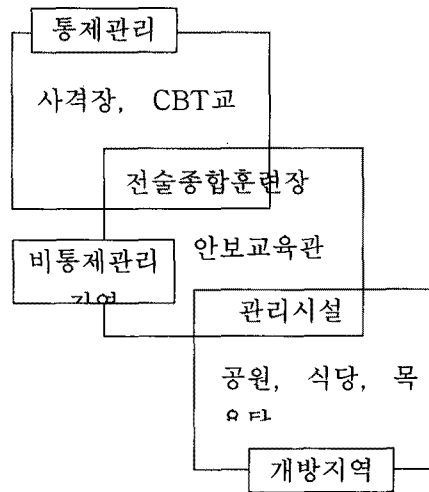 통제관리
사격장, CBT교
전술종합훈련장
비통제관리
안보교육관
관리시설
공원, 식당, 목
개방지역